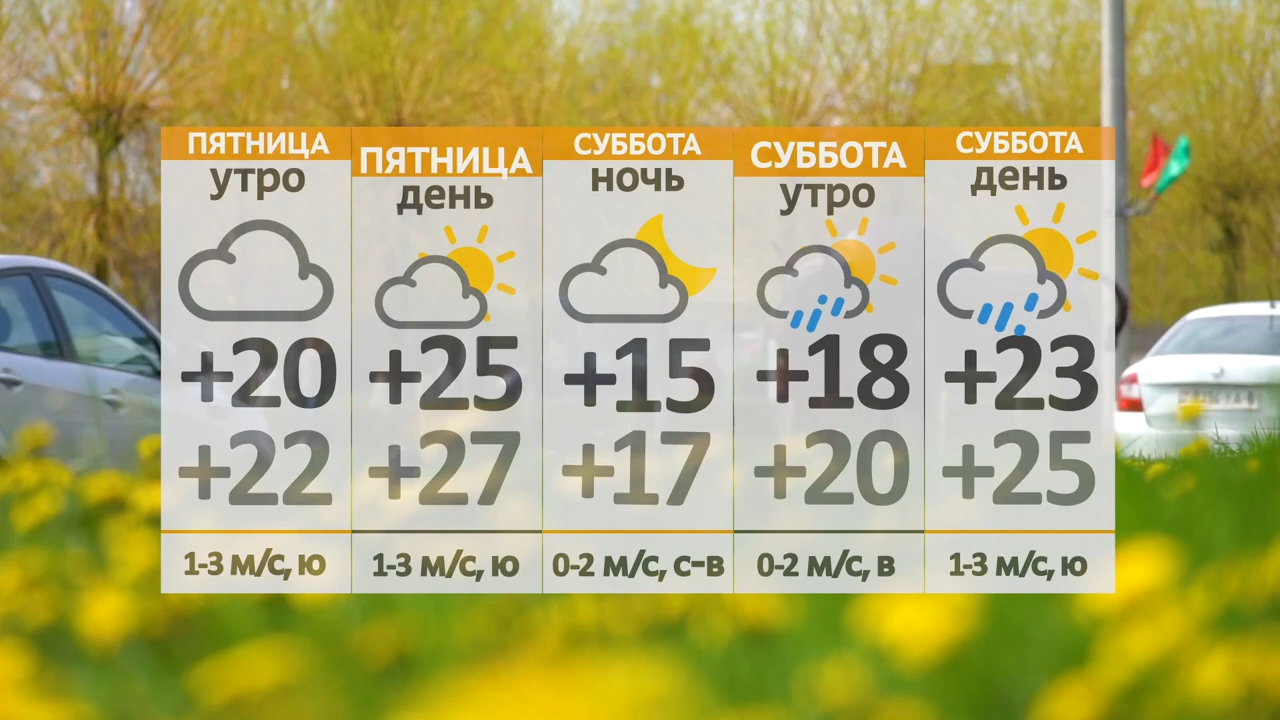 ПЯТНИЦА
утро
+20
+22
1-3 м/с, ю
ПЯТНИЦА
день
+25
+27
1-3 м/с, ю
СУББОТА
ночь
+15
+17
0-2 м/с, с-в
СУББОТА
утро
+18
+20
0-2 м/с, в
СУББОТА
день
+23
+25
1-3 м/с, ю